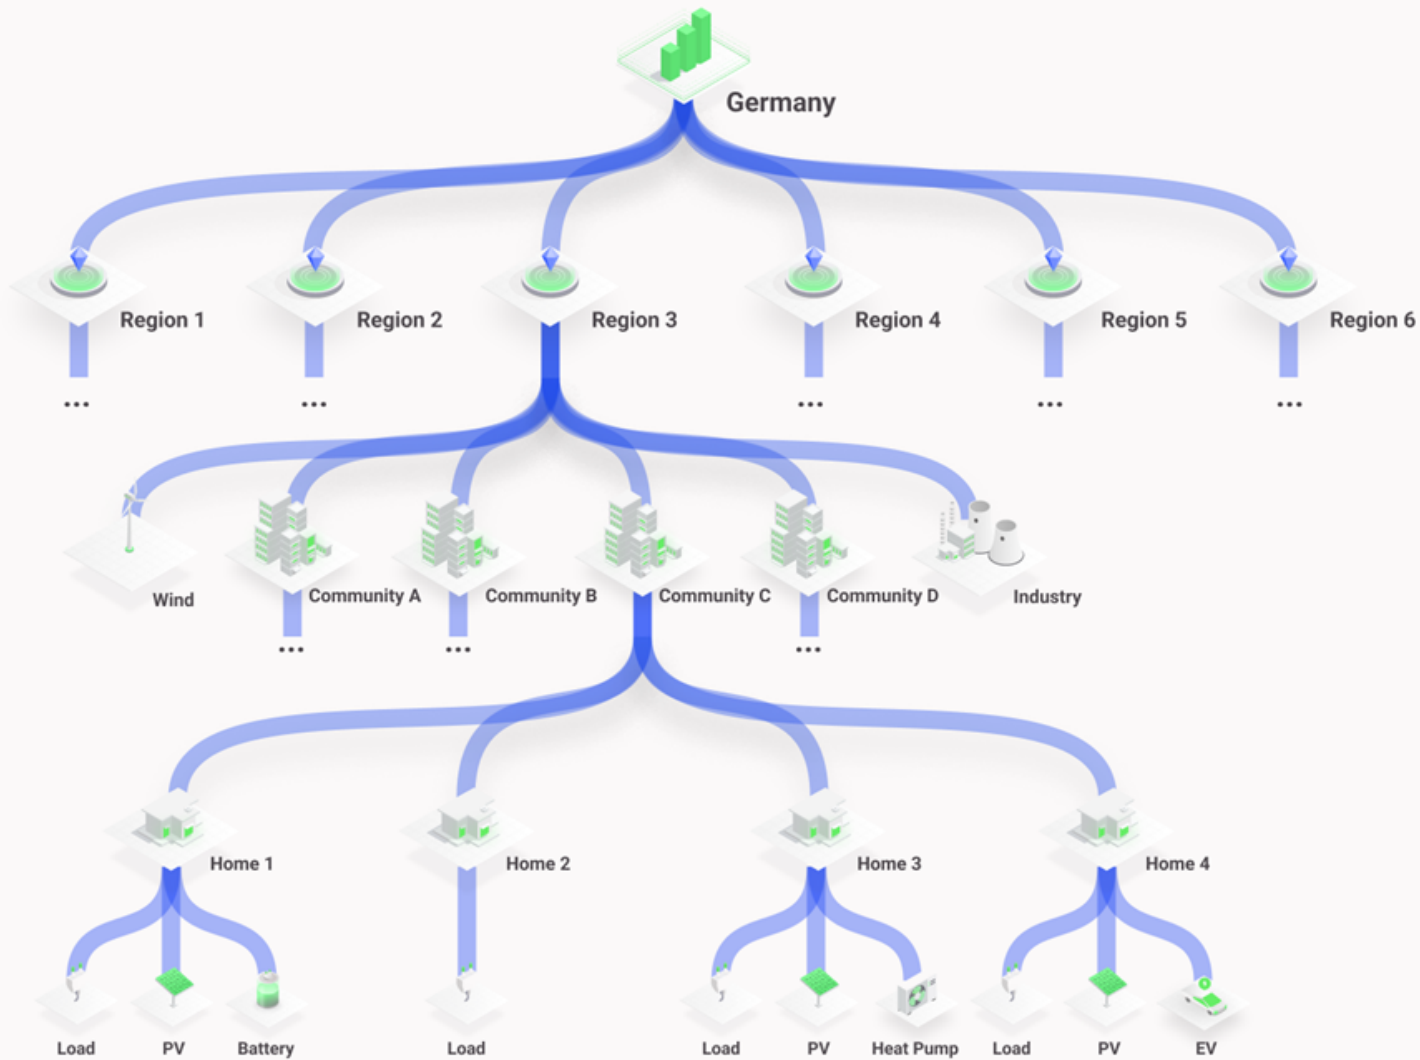 Germany
Region 1
Region 2
Region 3
Region 4
Region 5
Region 6
...
...
...
...
...
Wind
Community A
Community B
Community C
Community D
Industry
...
...
...
Home 1
Home 2
Home 3
Home 4
Load
PV
Battery
Load
Load
PV
Heat Pump
Load
PV
EV